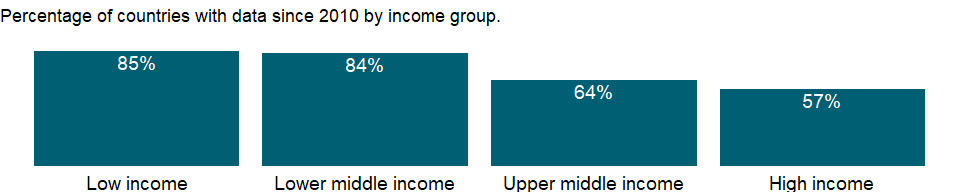 Percentage of countries with data since 2010 by income group.
85% 84% 64% 57%
Low income Lower middle income Upper middle income High income